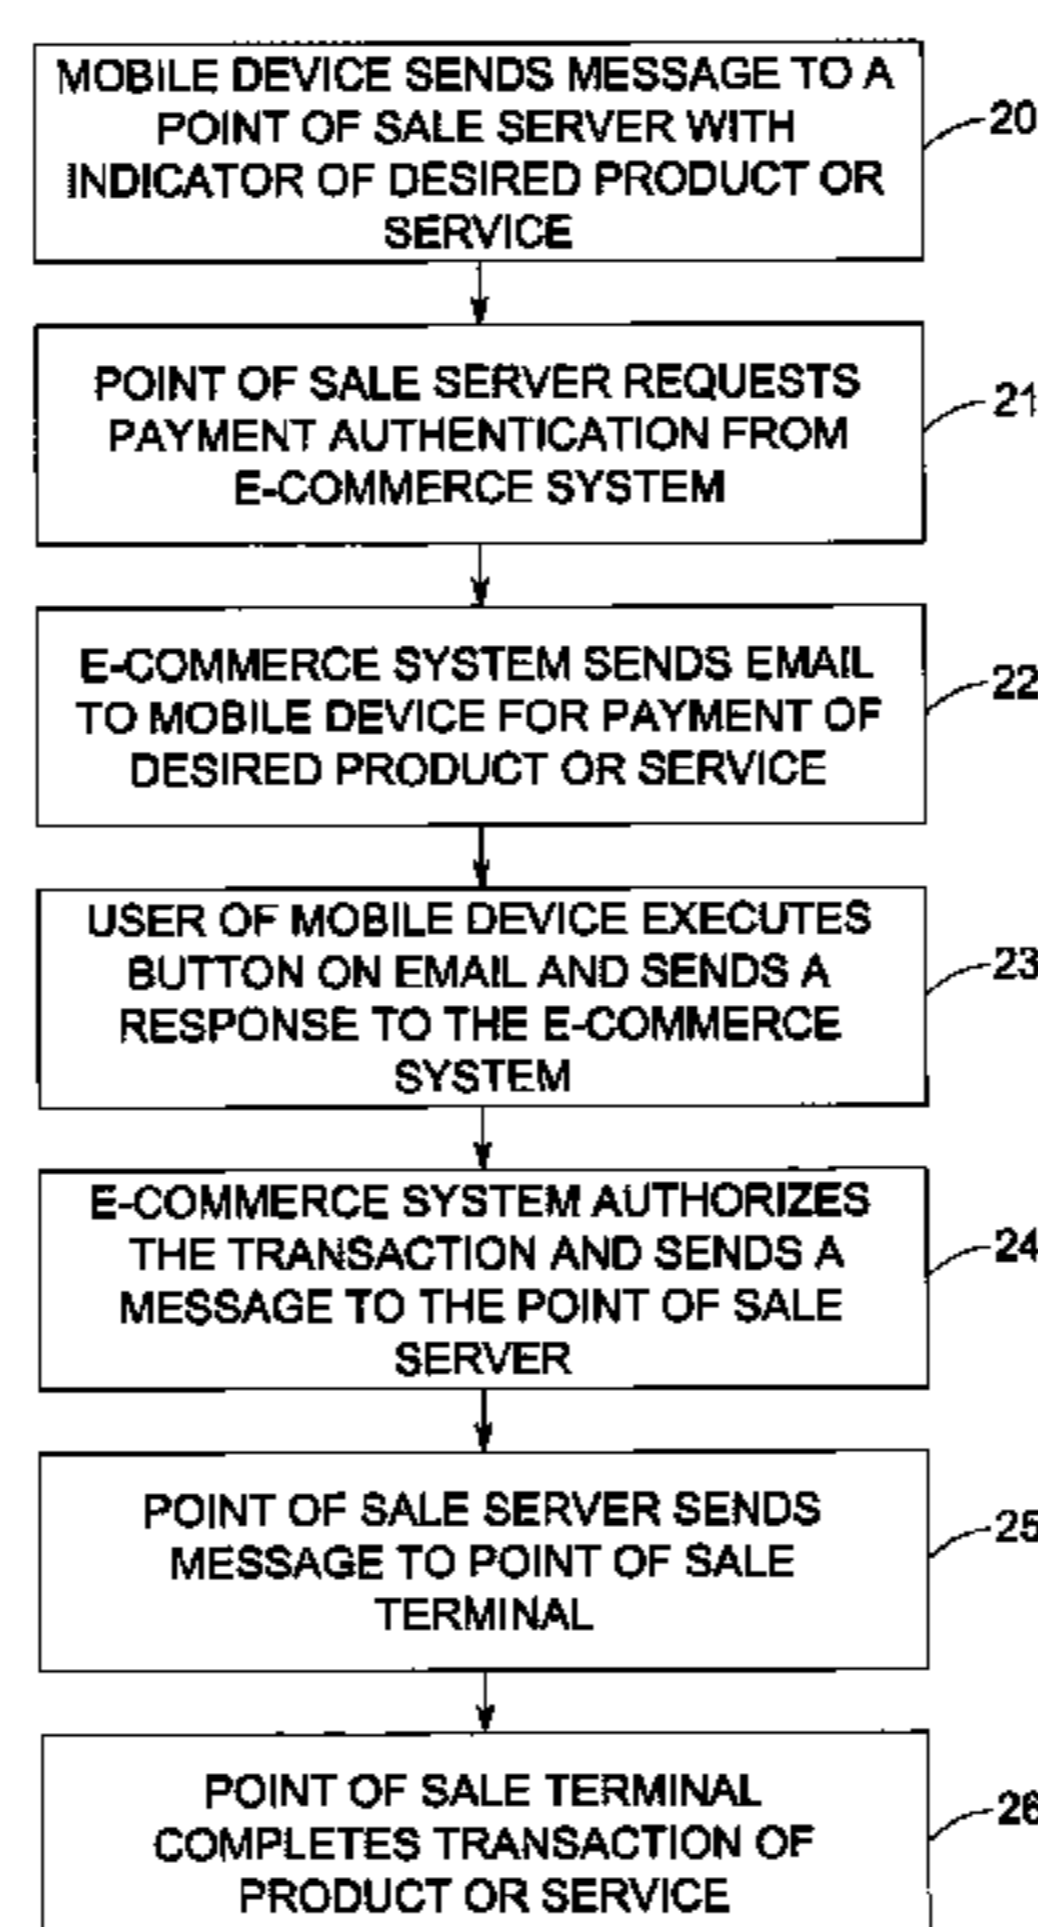 MOBILE DEVICE SENDS MESSAGE TO A
POINT OF SALE SERVER WITH
INDICATOR OF DESIRED PRODUCT OR
SERVICE
20
POINT OF SALE SERVER REQUESTS
PAYMENT AUTHENTICATION FROM
E-COMMERCE SYSTEM
21
E-COMMERCE SYSTEM SENDS EMAIL
TO MOBILE DEVICE FOR PAYMENT OF
DESIRED PRODUCT OR SERVICE
22
USER OF MOBILE DEVICE EXECUTES
BUTTON ON EMAIL AND SENDS A
RESPONSE TO THE E-COMMERCE
SYSTEM
23
E-COMMERCE SYSTEM AUTHORIZES
THE TRANSACTION AND SENDS A
MESSAGE TO THE POINT OF SALE
SERVER
24
POINT OF SALE SERVER SENDS
MESSAGE TO POINT OF SALE
TERMINAL
25
POINT OF SALE TERMINAL
COMPLETES TRANSACTION OF
PRODUCT OR SERVICE
26